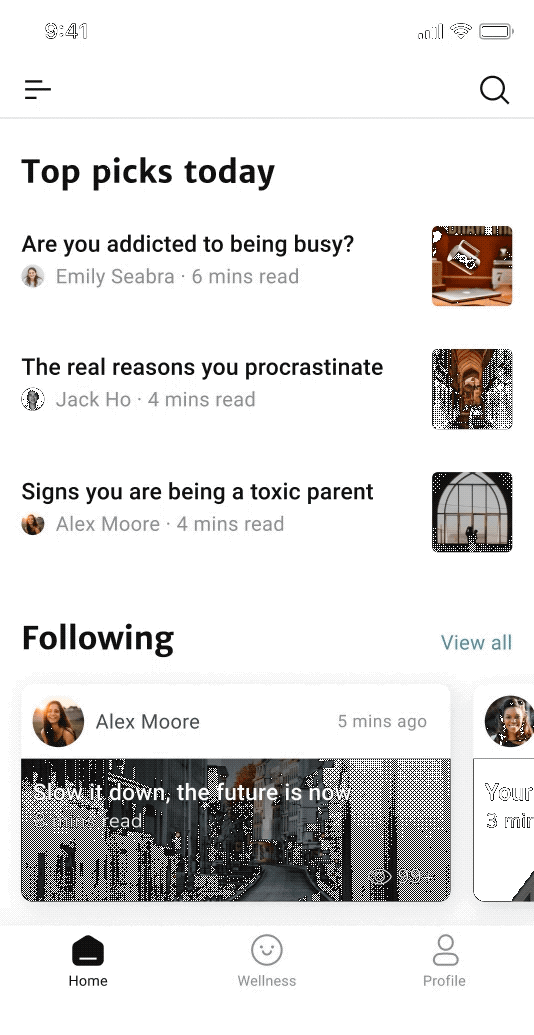 9:41
Top picks today
Are you addicted to being busy?
Emily Seabra · 6 mins read
The real reasons you procrastinate
Jack Ho · 4 mins read
Signs you are being a toxic parent
Alex Moore · 4 mins read
Following
View all
Alex Moore
5 mins ago
Slow it down, the future is now
mins read
Your
3 min
Home
Wellness
Profile